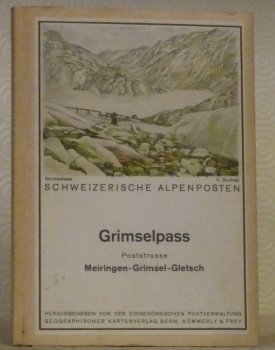 Grimselpass V. Surbek
SCHWEIZERISCHE ALPENPOSTEN
Grimselpass
Poststrasse
Meiringen-Grimsel-Gletsch
HERAUSGEGEBEN VON DER EIDGENÖSSISCHEN POSTVERWALTUNG
GEOGRAPHISCHER KARTENVERLAG BERN, KÜMMERLY & FREY